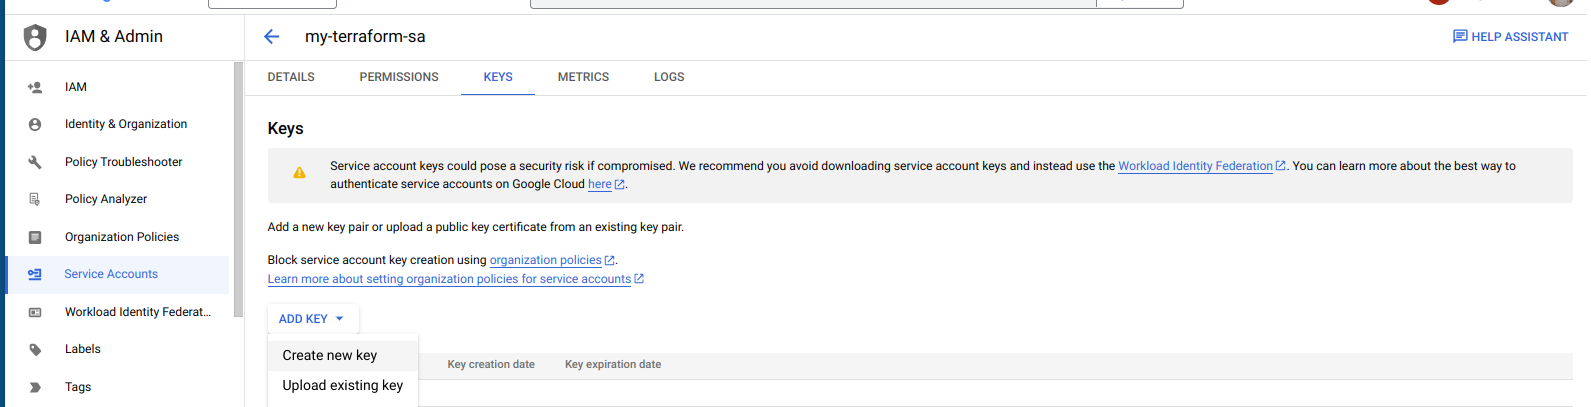 IAM & Admin
my-terraform-sa
HELP ASSISTANT
IAM
Identity & Organization
Policy Troubleshooter
Policy Analyzer
Organization Policies
Service Accounts
Workload Identity Federat...
Labels
Tags
DETAILS PERMISSIONS KEYS METRICS LOGS
Keys
Service account keys could pose a security risk if compromised. We recommend you avoid downloading service account keys and instead use the Workload Identity Federation. You can learn more about the best way to
authenticate service accounts on Google Cloud here.
Add a new key pair or upload a public key certificate from an existing key pair.
Block service account key creation using organization policies.
Learn more about setting organization policies for service accounts
ADD KEY
Create new key
Upload existing key
Key creation date Key expiration date